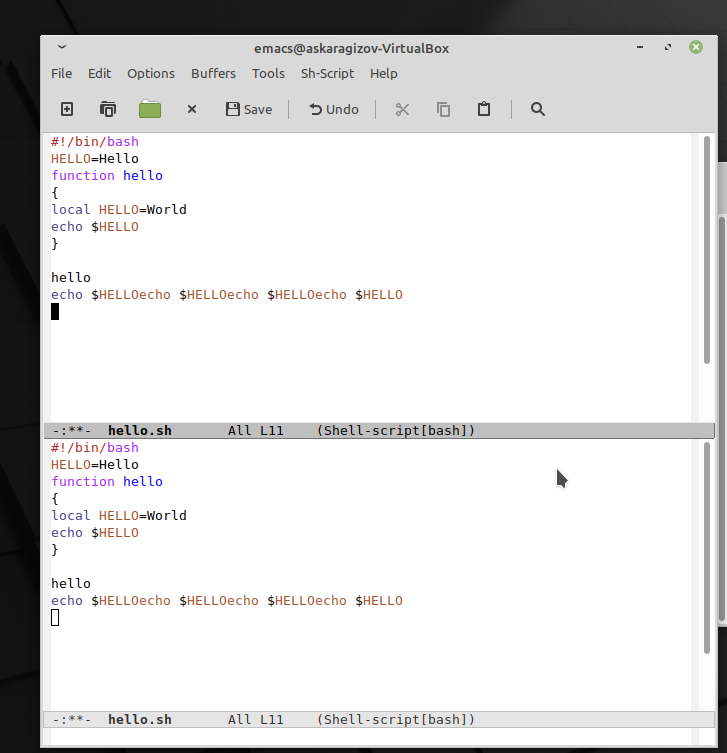 emacs@askaragizov-VirtualBox
File Edit Options Buffers Tools Sh-Script Help
Save Undo
#!/bin/bash
HELLO=Hello
function hello
{
local HELLO=World
echo $HELLO
}
hello
echo $HELLOecho $HELLOecho $HELLOecho $HELLO
-:**- hello.sh All L11 (Shell-script[bash])
#!/bin/bash
HELLO=Hello
function hello
{
local HELLO=World
echo $HELLO
}
hello
echo $HELLOecho $HELLOecho $HELLOecho $HELLO
-:**- hello.sh All L11 (Shell-script[bash])